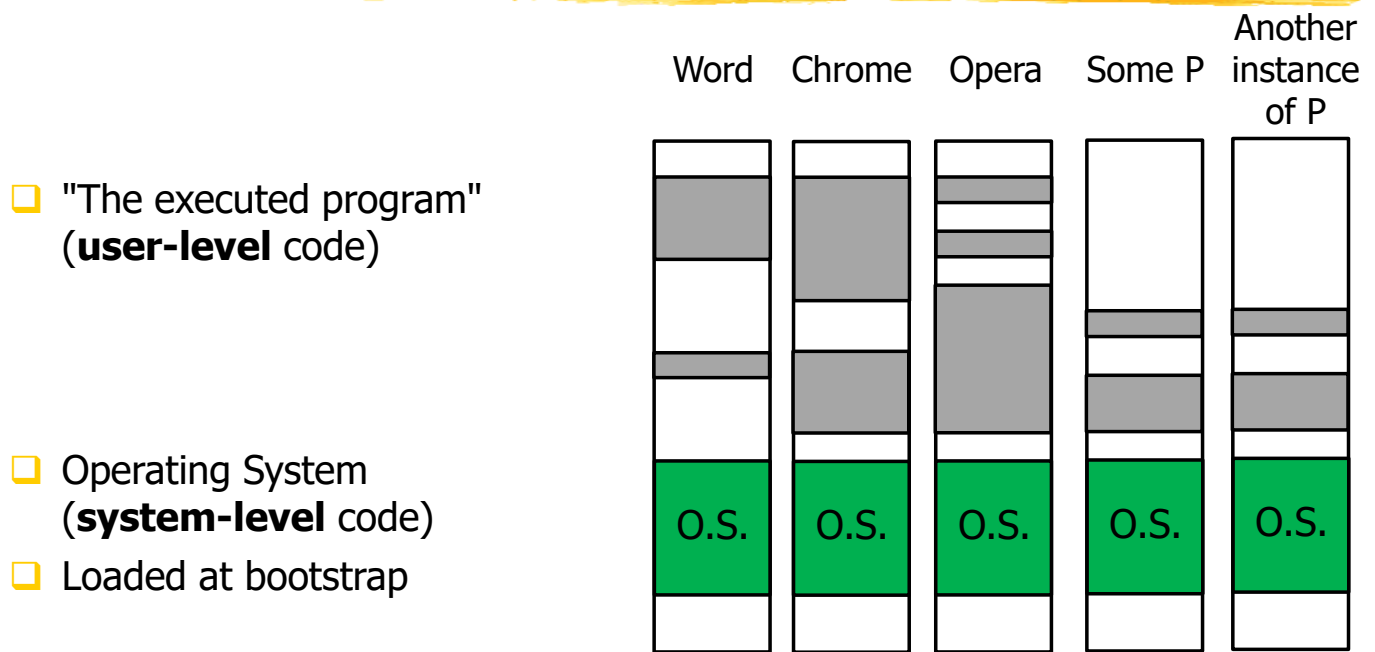 Another
Word Chrome Opera Some P instance
of P
"The executed program"
(user-level code)
Operating System
(system-level code)
Loaded at bootstrap
O.S. O.S. O.S. O.S. O.S.